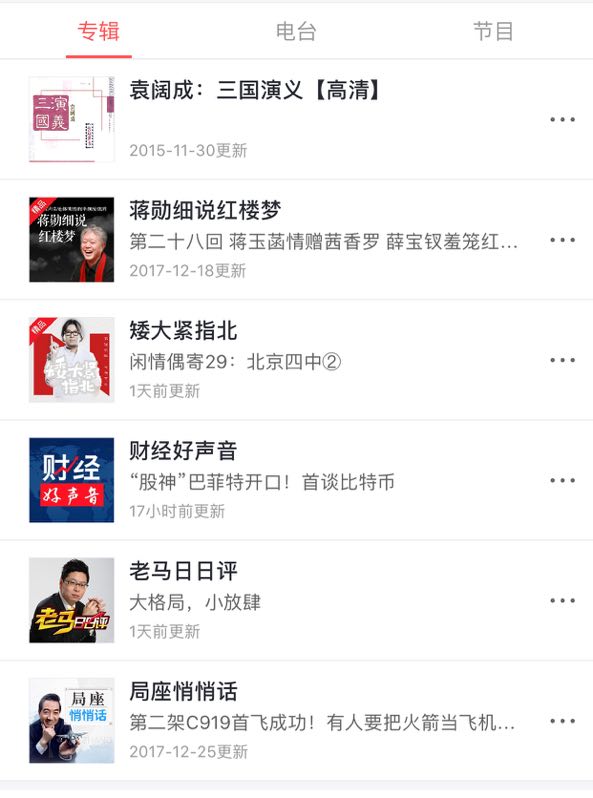 专辑 电台 节目
三演
國義
袁阔成：三国演义【高清】
2015-11-30更新
精品
蒋勋细说
红楼梦
蒋勋细说红楼梦
第二十八回 蒋玉菡情赠茜香罗 薛宝钗羞笼红...
2017-12-18更新
精品
矮大紧
指北
矮大紧指北
闲情偶寄29：北京四中②
1天前更新
财经
好声音
财经好声音
“股神”巴菲特开口！首谈比特币
17小时前更新
老马日日评
老马日日评
大格局，小放肆
1天前更新
局座
悄悄话
局座悄悄话
第二架C919首飞成功！有人要把火箭当飞机...
2017-12-25更新